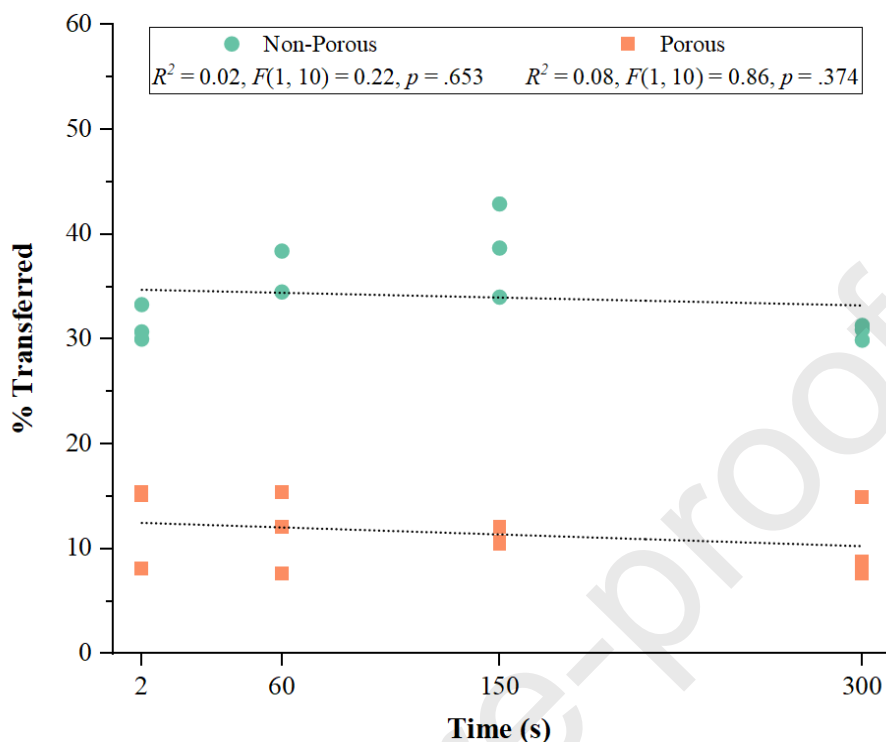 60
Non-Porous Porous
R² = 0.02, F(1, 10) = 0.22, p = .653 R² = 0.08, F(1, 10) = 0.86, p = .374
50
40
% Transferred
30
20
10
0
2 60 150 300
Time (s)
e-proof